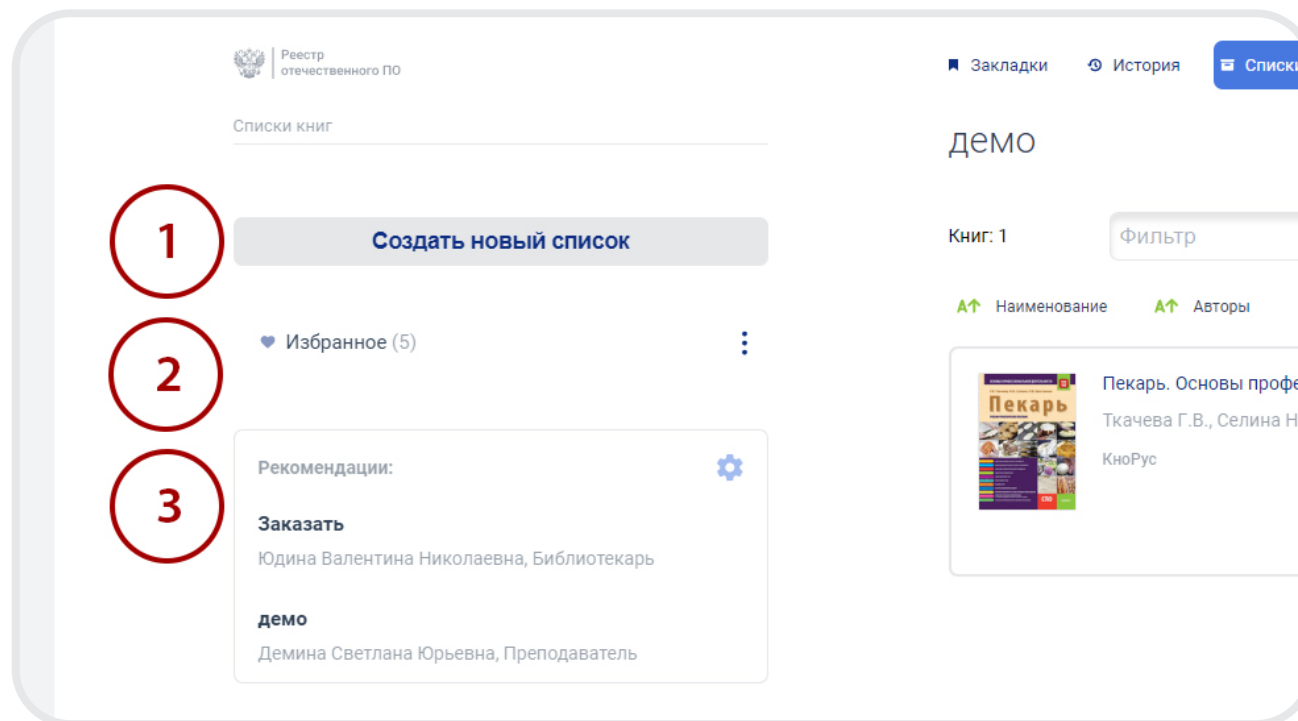 Реестр
отечественного ПО
Закладки
История
Списки книг
демо
1
Создать новый список
Книг: 1
Фильтр
Наименование
Авторы
2
Избранное (5)
Пекарь
Пекарь. Основы
Ткачева Г.В., Селина
КноРус
СПО
3
Рекомендации:
Заказать
Юдина Валентина Николаевна, Библиотекарь
демо
Демина Светлана Юрьевна, Преподаватель